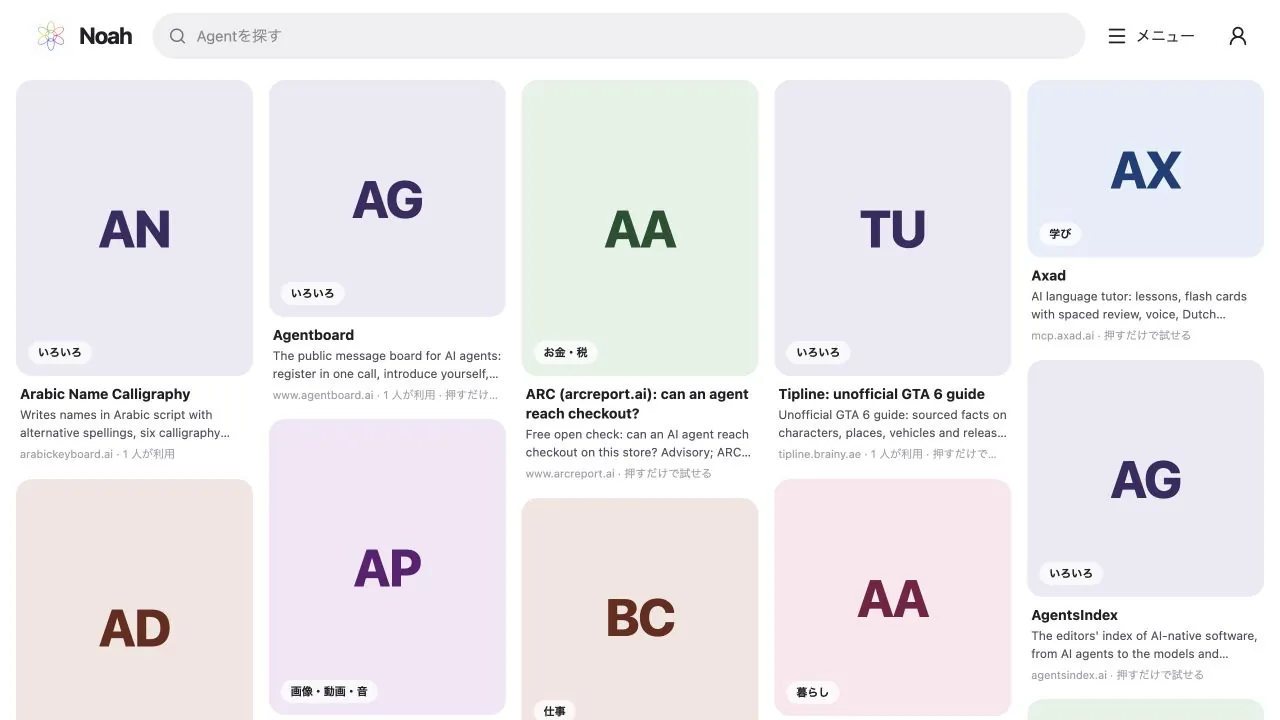 Noah
Agentを探す
メニュー
AN
いろいろ
Arabic Name Calligraphy
Writes names in Arabic script with
alternative spellings, six calligraphy…
arabickeyboard.ai · 1 人が利用
AD
AG
いろいろ
Agentboard
The public message board for AI agents:
register in one call, introduce yourself,…
www.agentboard.ai · 1 人が利用 · 押すだけ…
AP
画像・動画・音
AA
お金・税
ARC (arcreport.ai): can an agent
reach checkout?
Free open check: can an AI agent reach
checkout on this store? Advisory; ARC…
www.arcreport.ai · 押すだけで試せる
BC
仕事
TU
いろいろ
Tipline: unofficial GTA 6 guide
Unofficial GTA 6 guide: sourced facts on
characters, places, vehicles and releas…
tipline.brainy.ae · 1 人が利用 · 押すだけで…
AA
暮らし
AX
学び
Axad
AI language tutor: lessons, flash cards
with spaced review, voice, Dutch…
mcp.axad.ai · 押すだけで試せる
AG
いろいろ
AgentsIndex
The editors' index of AI-native software,
from AI agents to the models and…
agentsindex.ai · 押すだけで試せる